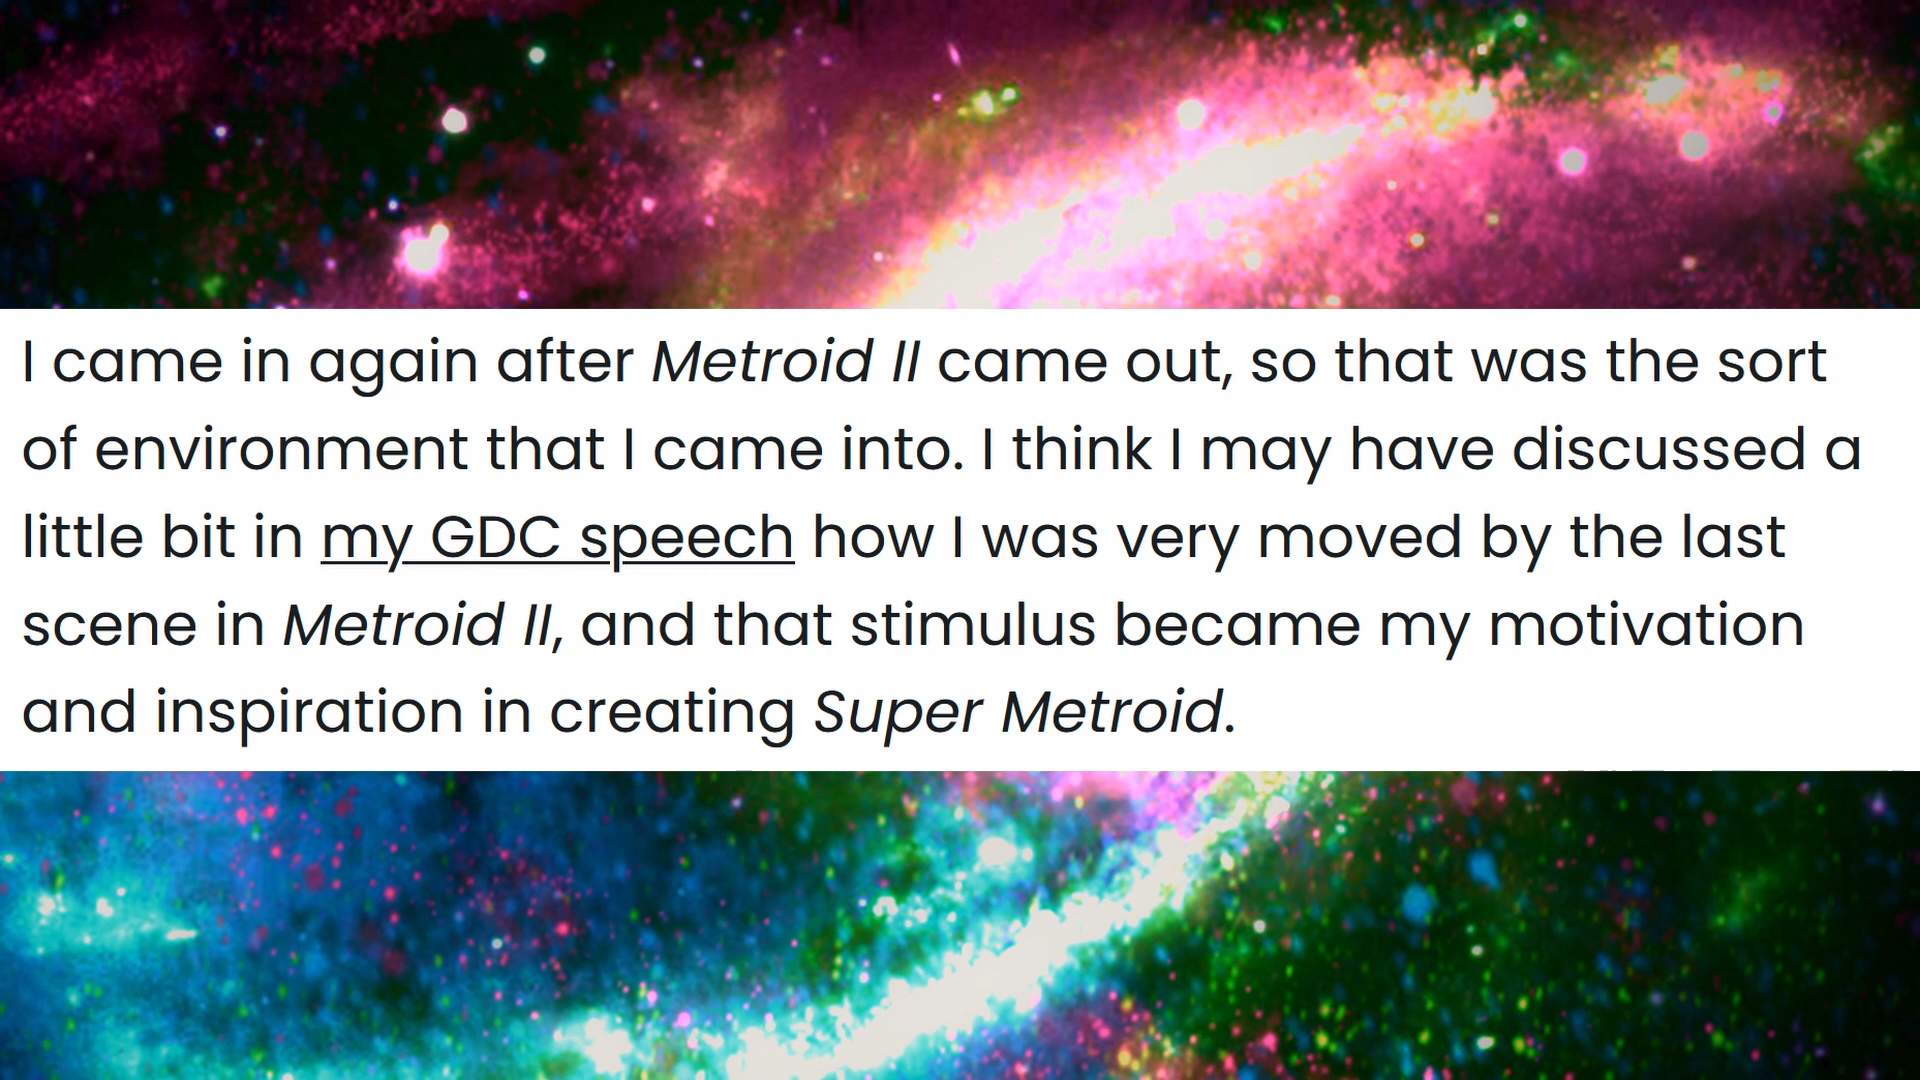 I came in again after Metroid II came out, so that was the sort
of environment that I came into. I think I may have discussed a
little bit in my GDC speech how I was very moved by the last
scene in Metroid II, and that stimulus became my motivation
and inspiration in creating Super Metroid.